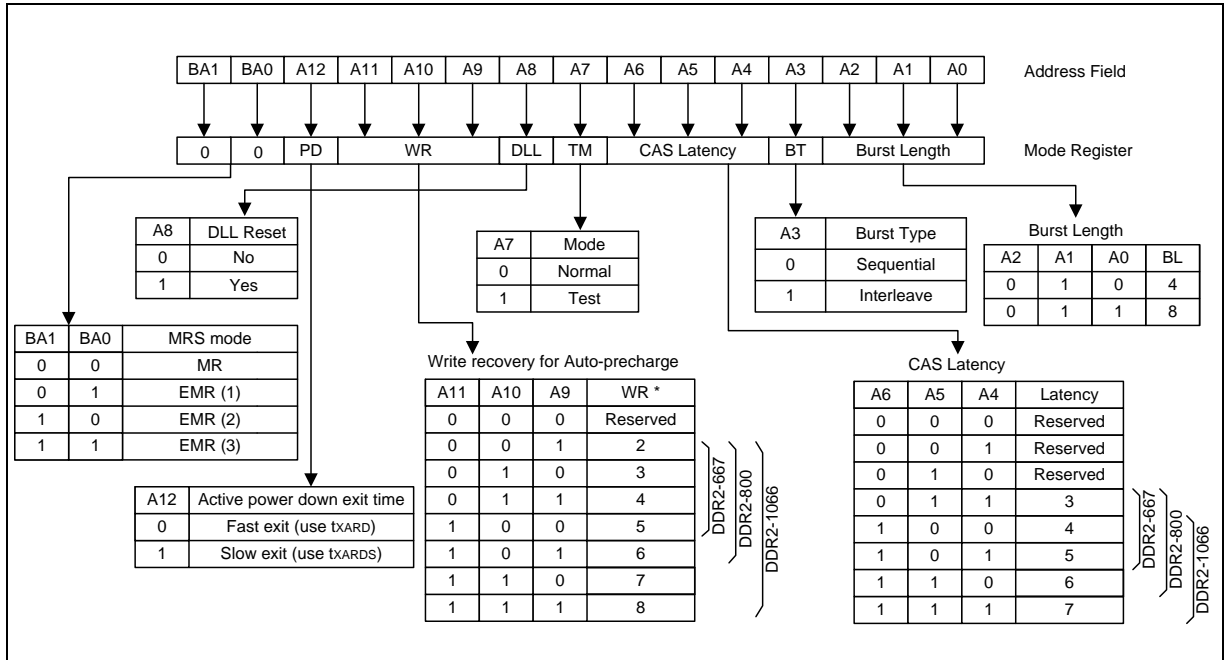 BA1 BA0 A12 A11 A10 A9 A8 A7 A6 A5 A4 A3 A2 A1 A0 Address Field
0 0 PD WR DLL TM CAS Latency BT Burst Length Mode Register
A8 DLL Reset
0 No
1 Yes
A7 Mode
0 Normal
1 Test
A3 Burst Type
0 Sequential
1 Interleave
Burst Length
A2 A1 A0 BL
0 1 0 4
0 1 1 8
BA1 BA0 MRS mode
0 0 MR
0 1 EMR (1)
1 0 EMR (2)
1 1 EMR (3)
A12 Active power down exit time
0 Fast exit (use tXARD)
1 Slow exit (use tXARDS)
Write recovery for Auto-precharge
A11 A10 A9 WR *
0 0 0 Reserved
0 0 1 2
0 1 0 3
0 1 1 4
1 0 0 5
1 0 1 6
1 1 0 7
1 1 1 8
DDR2-667
DDR2-800
DDR2-1066
CAS Latency
A6 A5 A4 Latency
0 0 0 Reserved
0 0 1 Reserved
0 1 0 Reserved
0 1 1 3
1 0 0 4
1 0 1 5
1 1 0 6
1 1 1 7
DDR2-667
DDR2-800
DDR2-1066